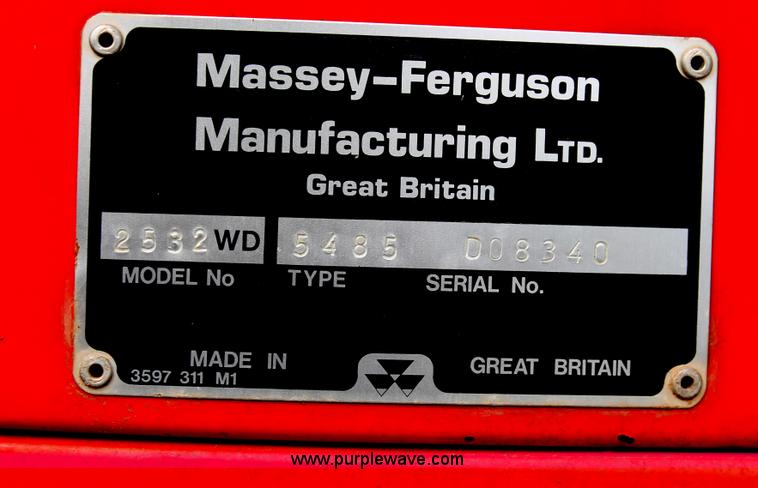 Massey-Ferguson
Manufacturing LTD.
Great Britain
2532WD 5485 D08340
MODEL No TYPE SERIAL No.
MADE IN GREAT BRITAIN
3597 311 M1
www.purplewave.com